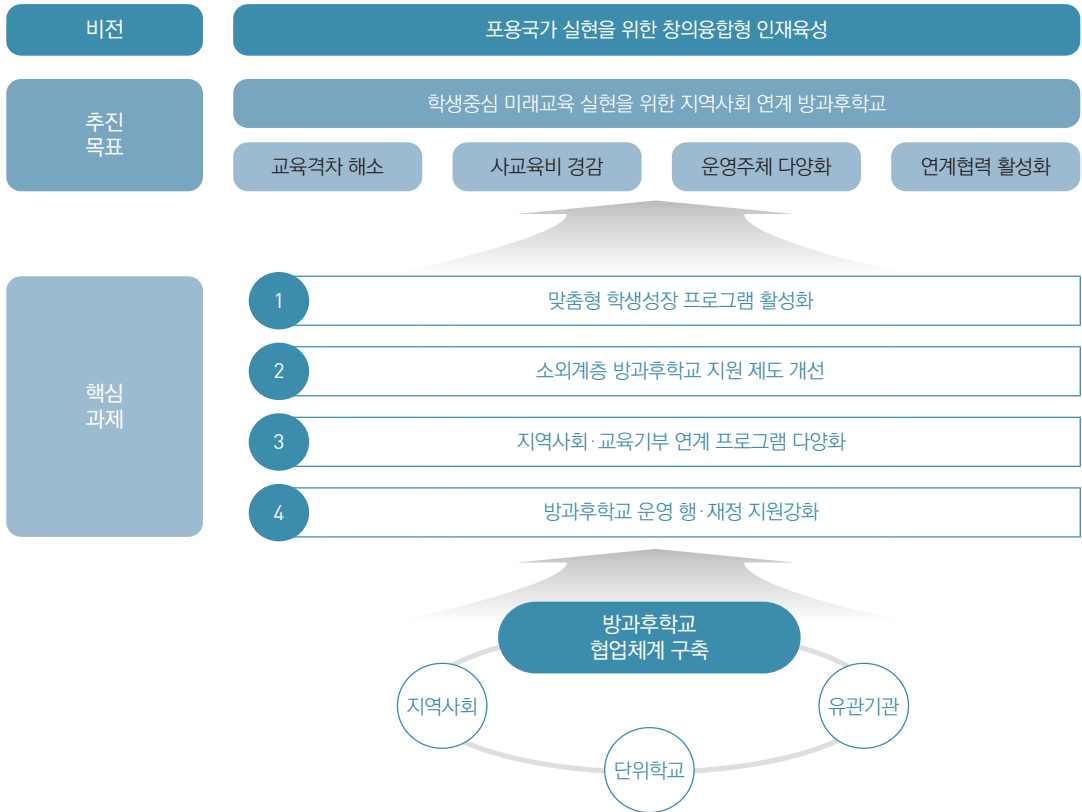 비전
포용국가 실현을 위한 창의융합형 인재육성
추진
목표
학생중심 미래교육 실현을 위한 지역사회 연계 방과후학교
교육격차 해소
사교육비 경감
운영주체 다양화
연계협력 활성화
핵심
과제
1
맞춤형 학생성장 프로그램 활성화
2
소외계층 방과후학교 지원 제도 개선
3
지역사회·교육기부 연계 프로그램 다양화
4
방과후학교 운영 행·재정 지원강화
방과후학교
협업체계 구축
지역사회
유관기관
단위학교